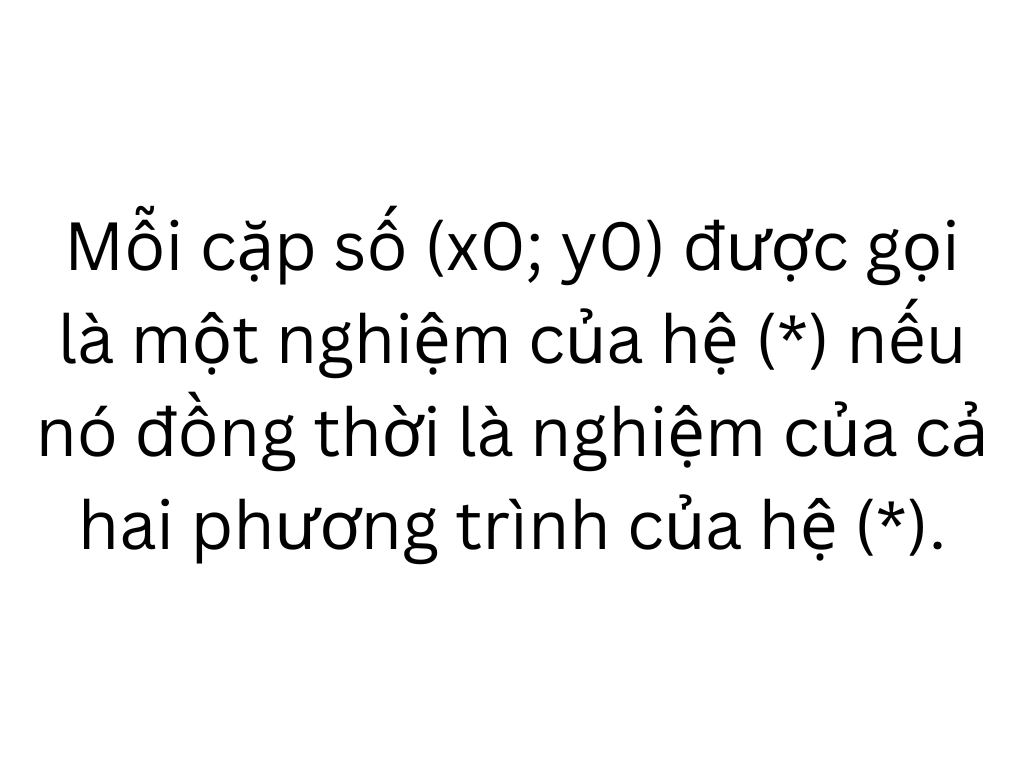 Mỗi cặp số (x0; y0) được gọi
là một nghiệm của hệ (*) nếu
nó đồng thời là nghiệm của cả
hai phương trình của hệ (*).